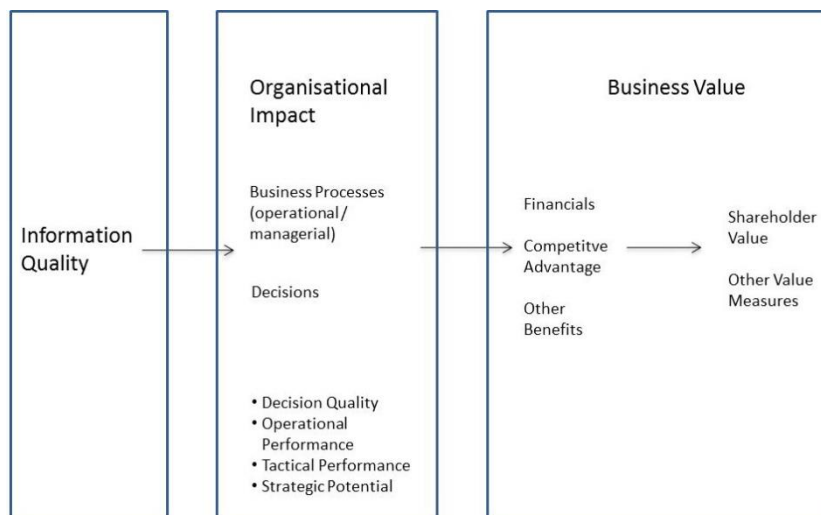 Information
Quality
Organisational
Impact
Business Processes
(operational/
managerial)
Decisions
• Decision Quality
• Operational
Performance
• Tactical Performance
• Strategic Potential
Business Value
Financials
Competitve
Advantage
Other
Benefits
Shareholder
Value
Other Value
Measures